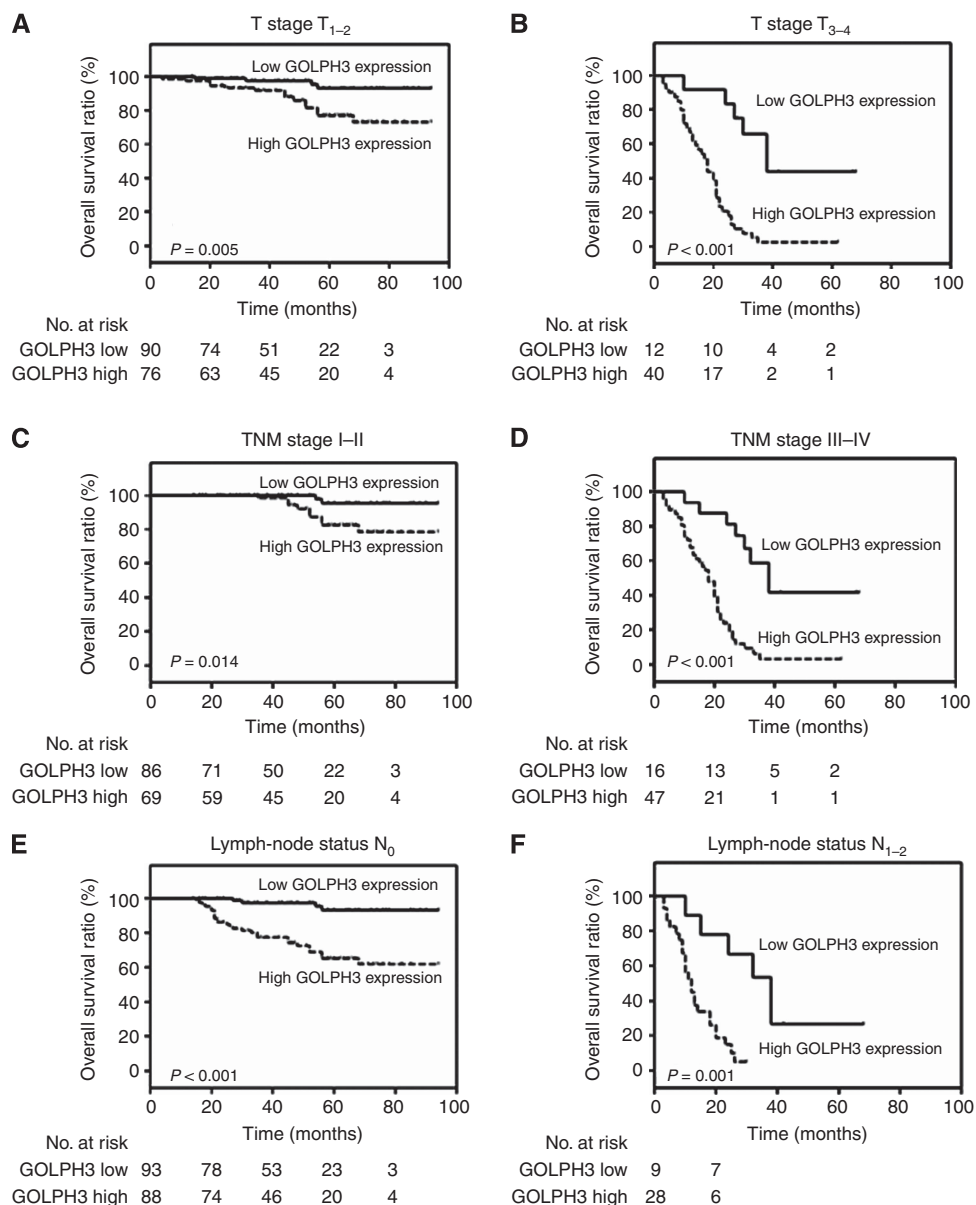 A
T stage T1–2
Overall survival ratio (%)
100
80
60
40
20
0
Low GOLPH3 expression
High GOLPH3 expression
P = 0.005
0 20 40 60 80 100
Time (months)
No. at risk
GOLPH3 low 90 74 51 22 3
GOLPH3 high 76 63 45 20 4
B
T stage T3–4
Overall survival ratio (%)
100
80
60
40
20
0
Low GOLPH3 expression
High GOLPH3 expression
P < 0.001
0 20 40 60 80 100
Time (months)
No. at risk
GOLPH3 low 12 10 4 2
GOLPH3 high 40 17 2 1
C
TNM stage I–II
Overall survival ratio (%)
100
80
60
40
20
0
Low GOLPH3 expression
High GOLPH3 expression
P = 0.014
0 20 40 60 80 100
Time (months)
No. at risk
GOLPH3 low 86 71 50 22 3
GOLPH3 high 69 59 45 20 4
D
TNM stage III–IV
Overall survival ratio (%)
100
80
60
40
20
0
Low GOLPH3 expression
High GOLPH3 expression
P < 0.001
0 20 40 60 80 100
Time (months)
No. at risk
GOLPH3 low 16 13 5 2
GOLPH3 high 47 21 1 1
E
Lymph-node status N0
Overall survival ratio (%)
100
80
60
40
20
0
Low GOLPH3 expression
High GOLPH3 expression
P < 0.001
0 20 40 60 80 100
Time (months)
No. at risk
GOLPH3 low 93 78 53 23 3
GOLPH3 high 88 74 46 20 4
F
Lymph-node status N1–2
Overall survival ratio (%)
100
80
60
40
20
0
Low GOLPH3 expression
High GOLPH3 expression
P = 0.001
0 20 40 60 80 100
Time (months)
No. at risk
GOLPH3 low 9 7
GOLPH3 high 28 6